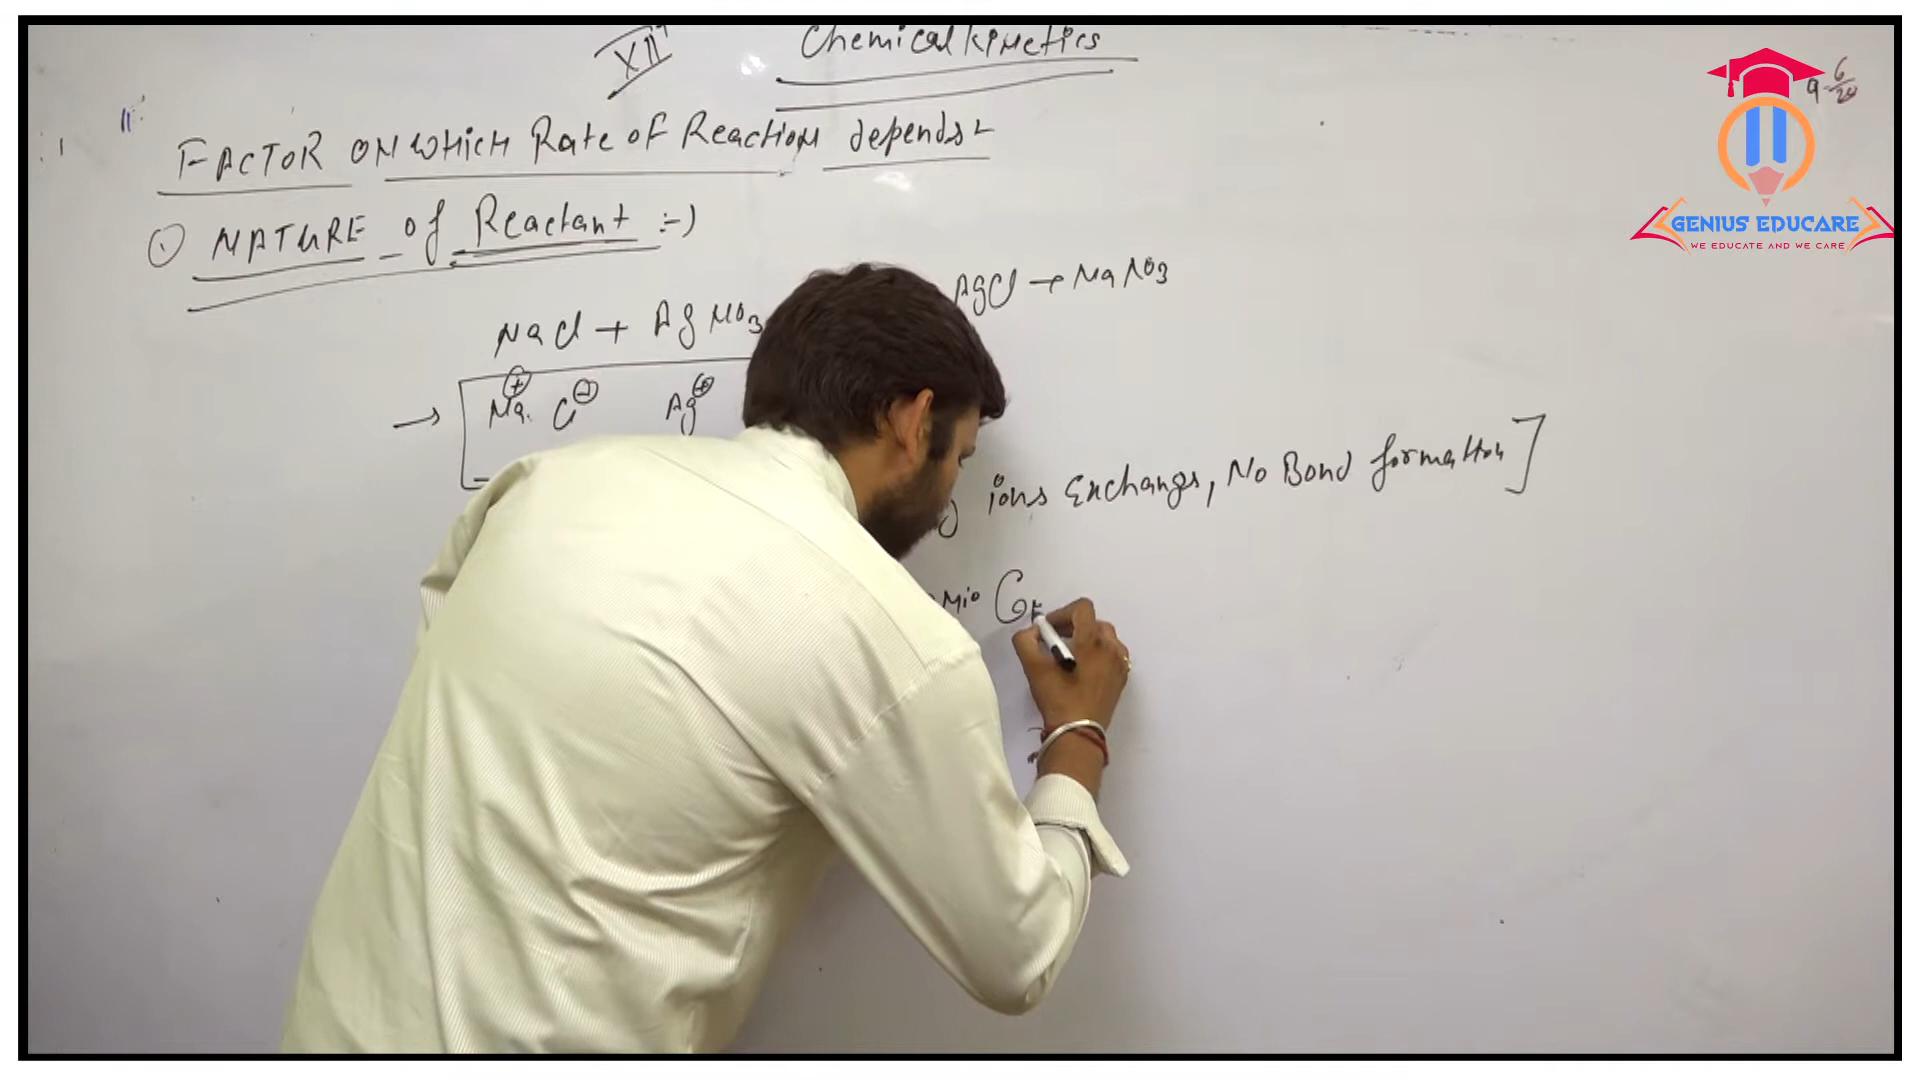 XII
Chemical Kinetics
FACTOR ON WHICH Rate OF Reaction depends
① NATURE of Reactant :-)
NaCl + AgNO3 AgCl → NaNO3
→ Na⊕ Cl⊖ Ag⊕
ions Exchange, No Bond formation]
GENIUS EDUCARE
WE EDUCATE AND WE CARE